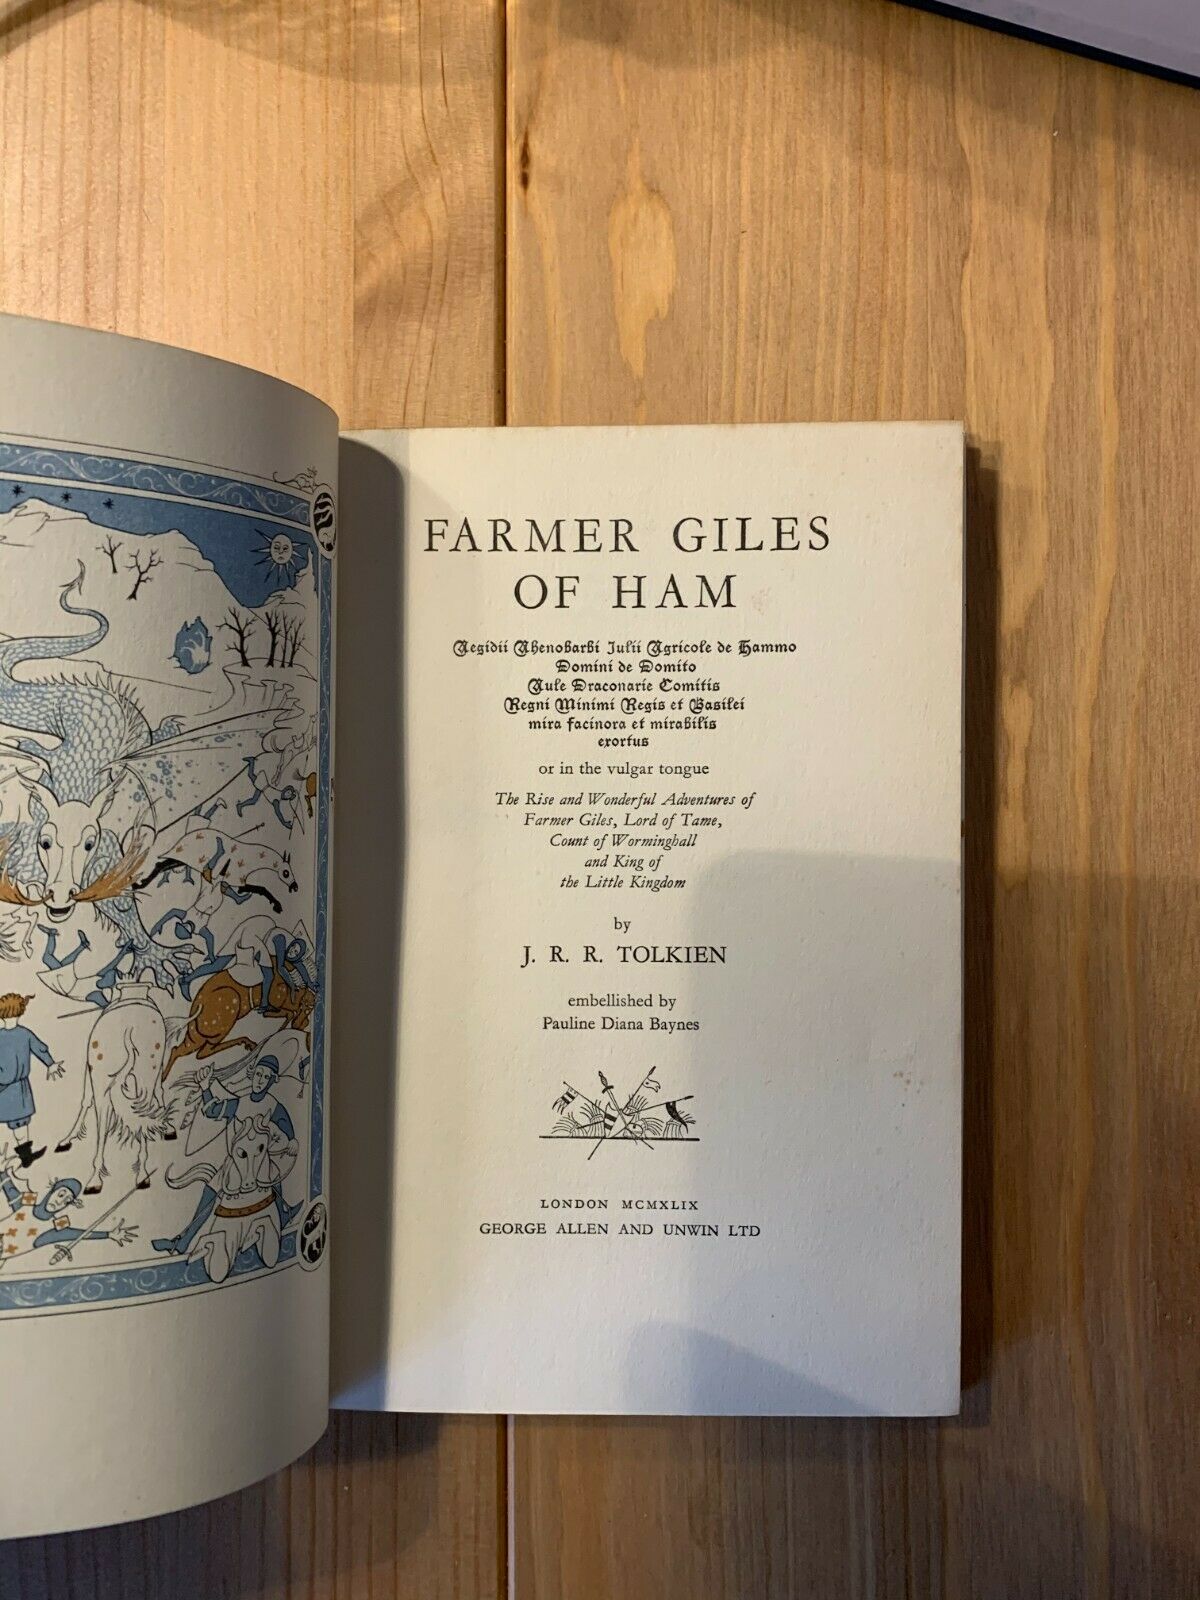 FARMER GILES
OF HAM
Aegidii Ahenobarbi Julii Agricole de Hammo
Domini de Domito
Aule Draconarie Comitis
Regni Minimi Regis et Basilei
mira facinora et mirabilis
exortus
or in the vulgar tongue
The Rise and Wonderful Adventures of
Farmer Giles, Lord of Tame,
Count of Worminghall
and King of
the Little Kingdom
by
J. R. R. TOLKIEN
embellished by
Pauline Diana Baynes
LONDON MCMXLIX
GEORGE ALLEN AND UNWIN LTD